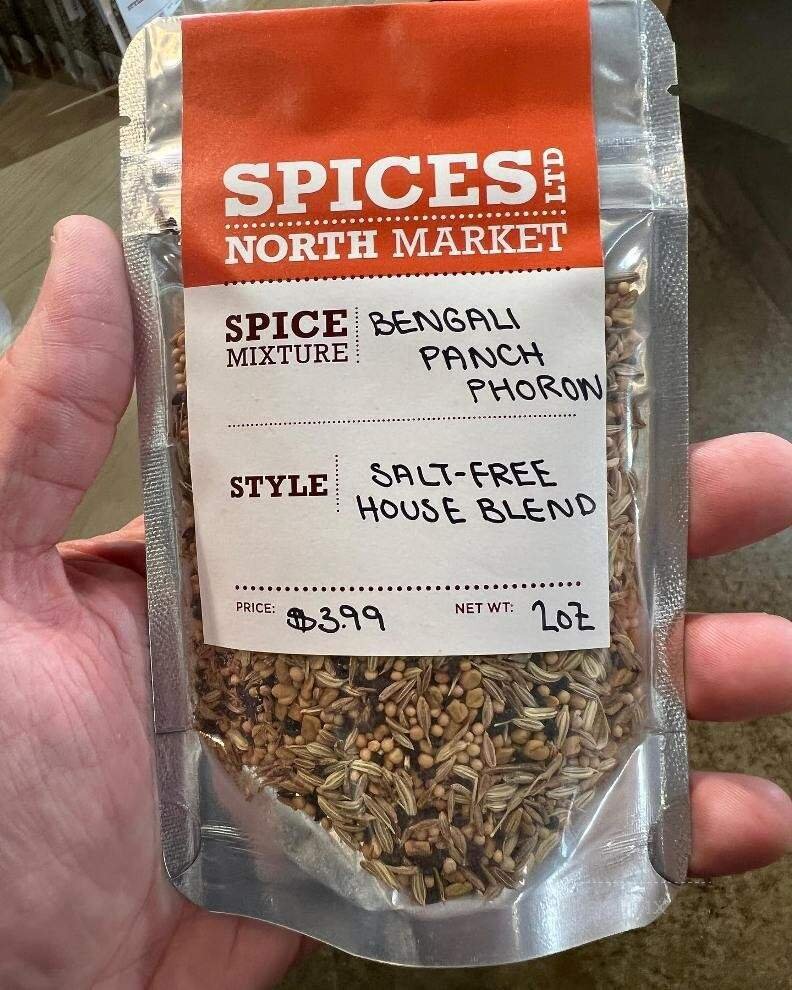 SPICES LTD
NORTH MARKET
SPICE MIXTURE
BENGALI
PANCH
PHORON
STYLE
SALT-FREE
HOUSE BLEND
PRICE: $3.99 NET WT: 2oz